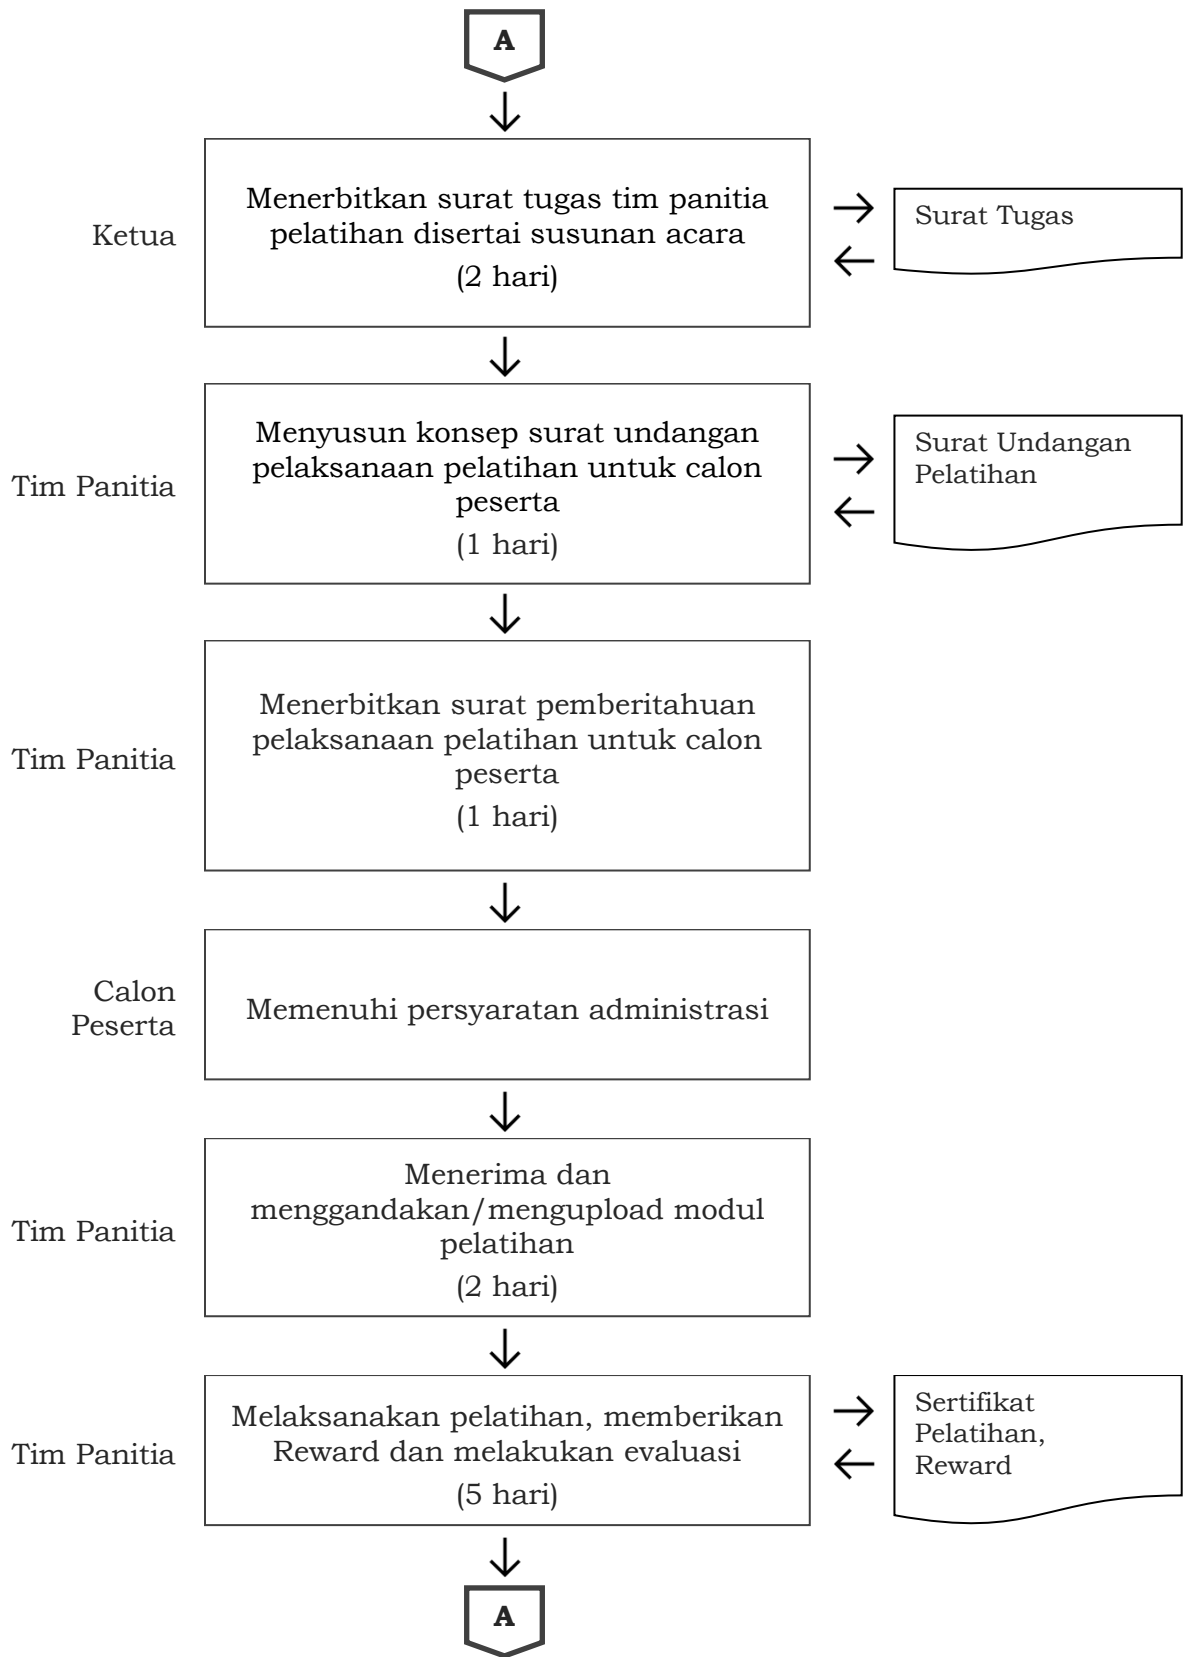 A
Ketua
Menerbitkan surat tugas tim panitia
pelatihan disertai susunan acara
(2 hari)
Surat Tugas
Tim Panitia
Menyusun konsep surat undangan
pelaksanaan pelatihan untuk calon
peserta
(1 hari)
Surat Undangan
Pelatihan
Tim Panitia
Menerbitkan surat pemberitahuan
pelaksanaan pelatihan untuk calon
peserta
(1 hari)
Calon
Peserta
Memenuhi persyaratan administrasi
Tim Panitia
Menerima dan
menggandakan/mengupload modul
pelatihan
(2 hari)
Tim Panitia
Melaksanakan pelatihan, memberikan
Reward dan melakukan evaluasi
(5 hari)
Sertifikat
Pelatihan,
Reward
A